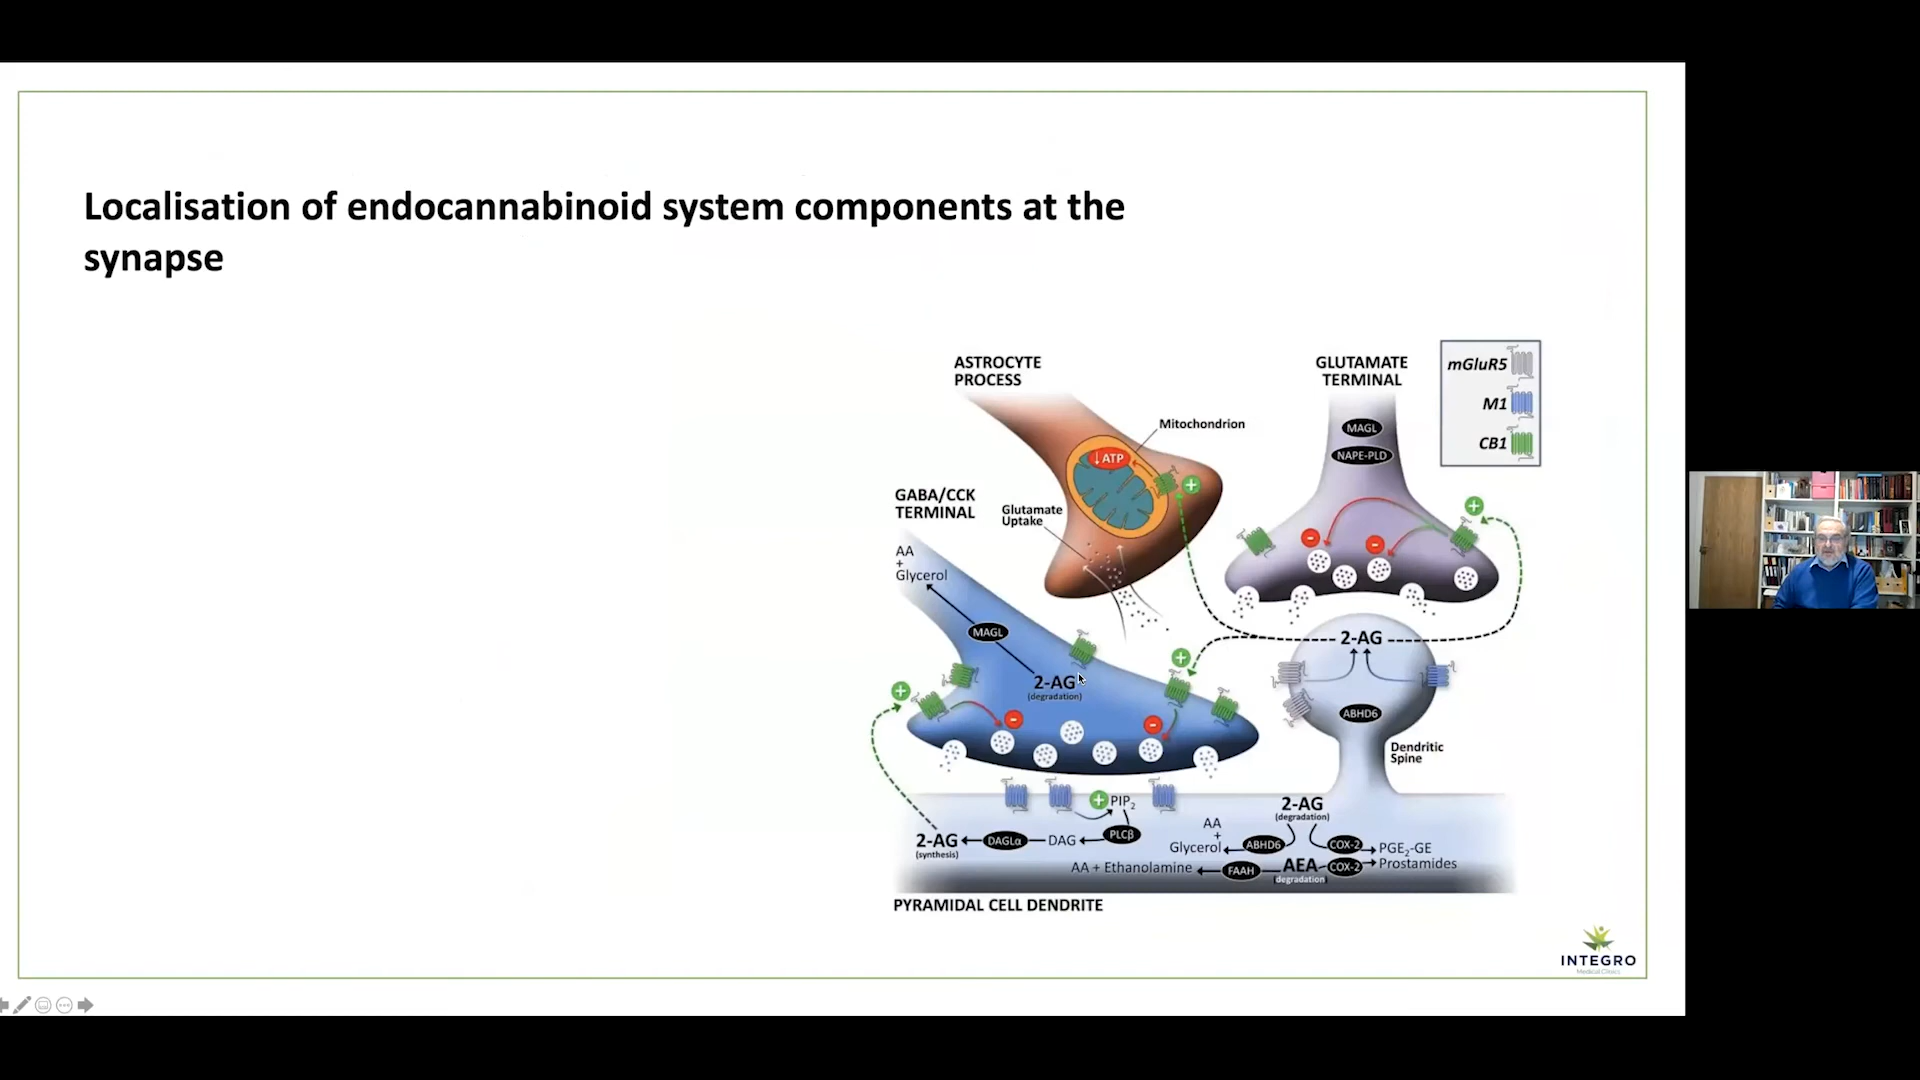 Localisation of endocannabinoid system components at the
synapse
ASTROCYTE
PROCESS
GLUTAMATE
TERMINAL
mGluR5
M1
CB1
Mitochondrion
↓ATP
MAGL
NAPE-PLD
GABA/CCK
TERMINAL
Glutamate
Uptake
AA
+
Glycerol
MAGL
2-AG
(degradation)
2-AG
ABHD6
Dendritic
Spine
PIP2
PLCβ
DAG
DAGLα
2-AG
(synthesis)
2-AG
(degradation)
AA
+
Glycerol
ABHD6
COX-2
PGE2-GE
Prostamides
AA + Ethanolamine
FAAH
AEA
degradation
COX-2
PYRAMIDAL CELL DENDRITE
INTEGRO
Medical Clinics